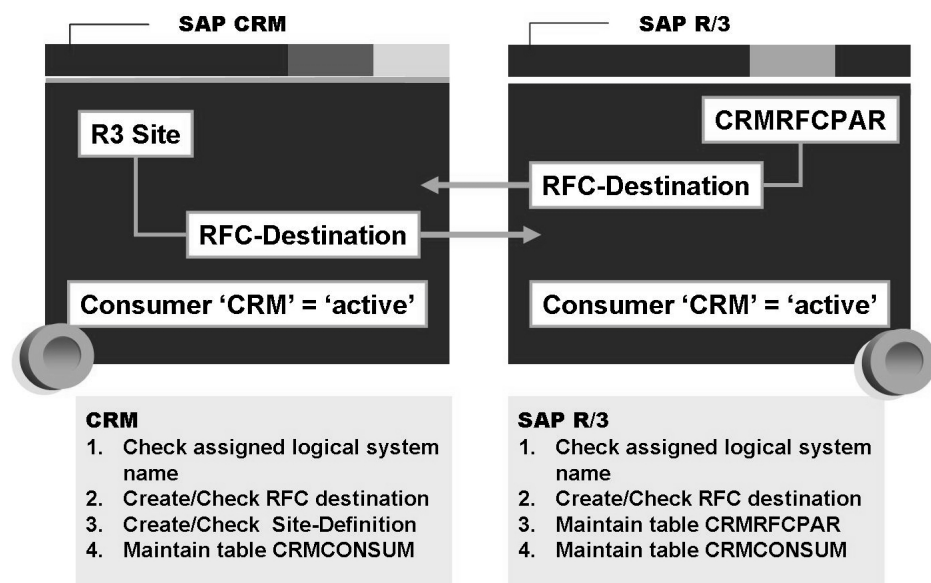 SAP CRM
R3 Site
RFC-Destination
Consumer ‘CRM’ = ‘active’
SAP R/3
CRMRFCPAR
RFC-Destination
Consumer ‘CRM’ = ‘active’
CRM
1. Check assigned logical system
name
2. Create/Check RFC destination
3. Create/Check Site-Definition
4. Maintain table CRMCONSUM
SAP R/3
1. Check assigned logical system
name
2. Create/Check RFC destination
3. Maintain table CRMRFCPAR
4. Maintain table CRMCONSUM